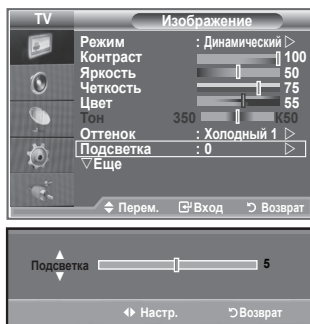 TV Изображение
Режим : Динамический
Контраст 100
Яркость 50
Четкость 75
Цвет 55
Тон 350 K50
Оттенок : Холодный 1
Подсветка : 0
Еще
Перем. Вход Возврат
Подсветка 5
Настр. Возврат